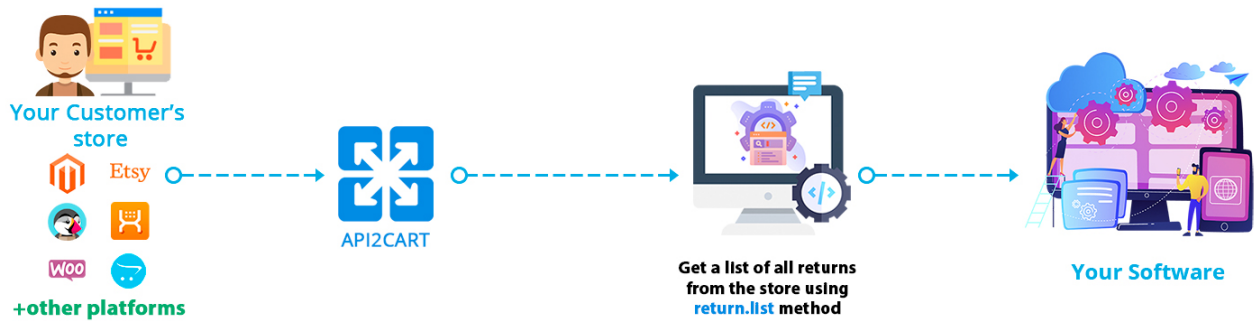 Your Customer's
store
Etsy
WOO
+other platforms
API2CART
</>
Get a list of all returns
from the store using
return.list method
</>
Your Software